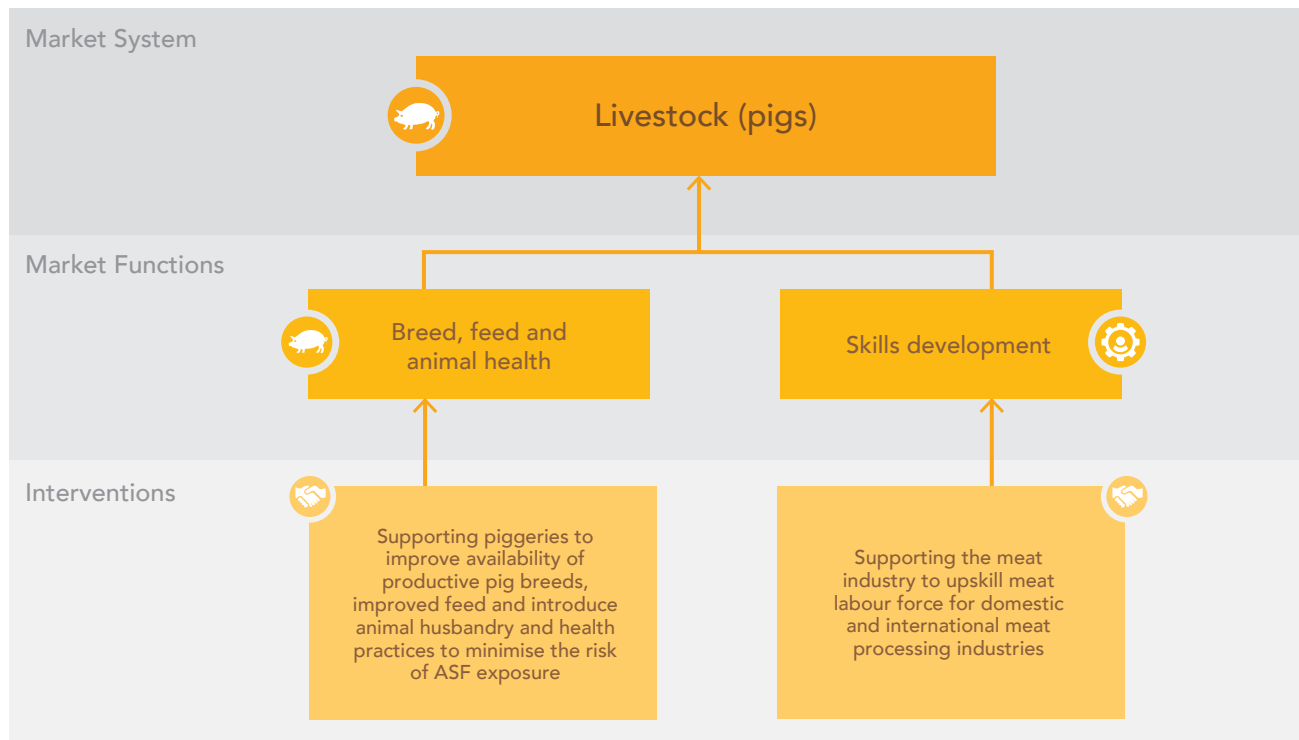 Market System
Livestock (pigs)
Market Functions
Breed, feed and
animal health
Skills development
Interventions
Supporting piggeries to
improve availability of
productive pig breeds,
improved feed and introduce
animal husbandry and health
practices to minimise the risk
of ASF exposure
Supporting the meat
industry to upskill meat
labour force for domestic
and international meat
processing industries